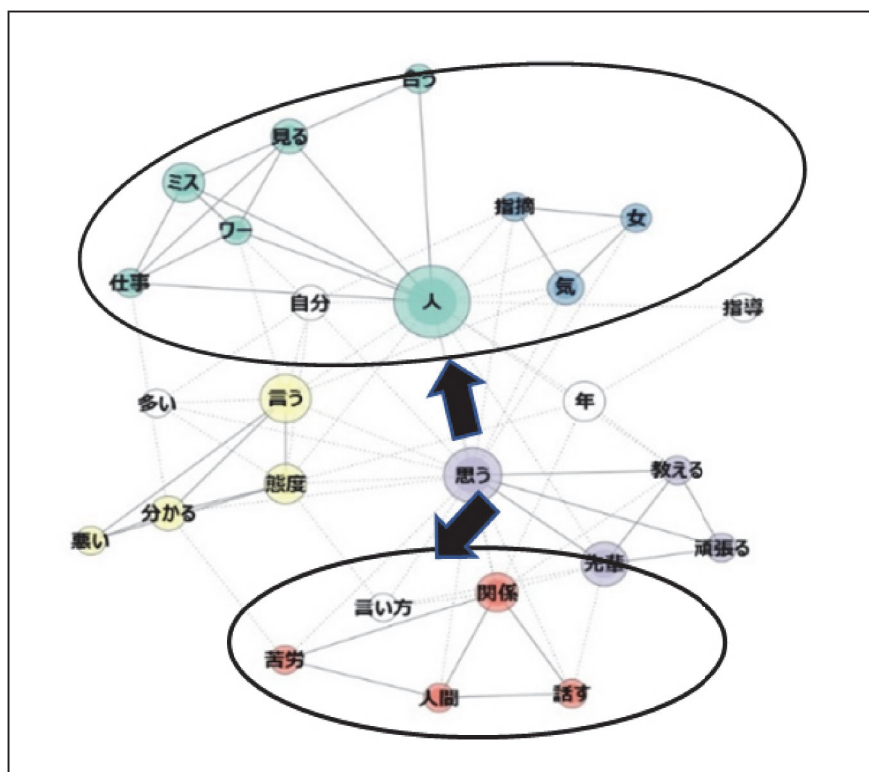 合う
見る
ミス
指摘
女
ワー
仕事
気
人
自分
指導
言う
年
多い
教える
思う
態度
分かる
悪い
頑張る
先輩
関係
言い方
苦労
話す
人間